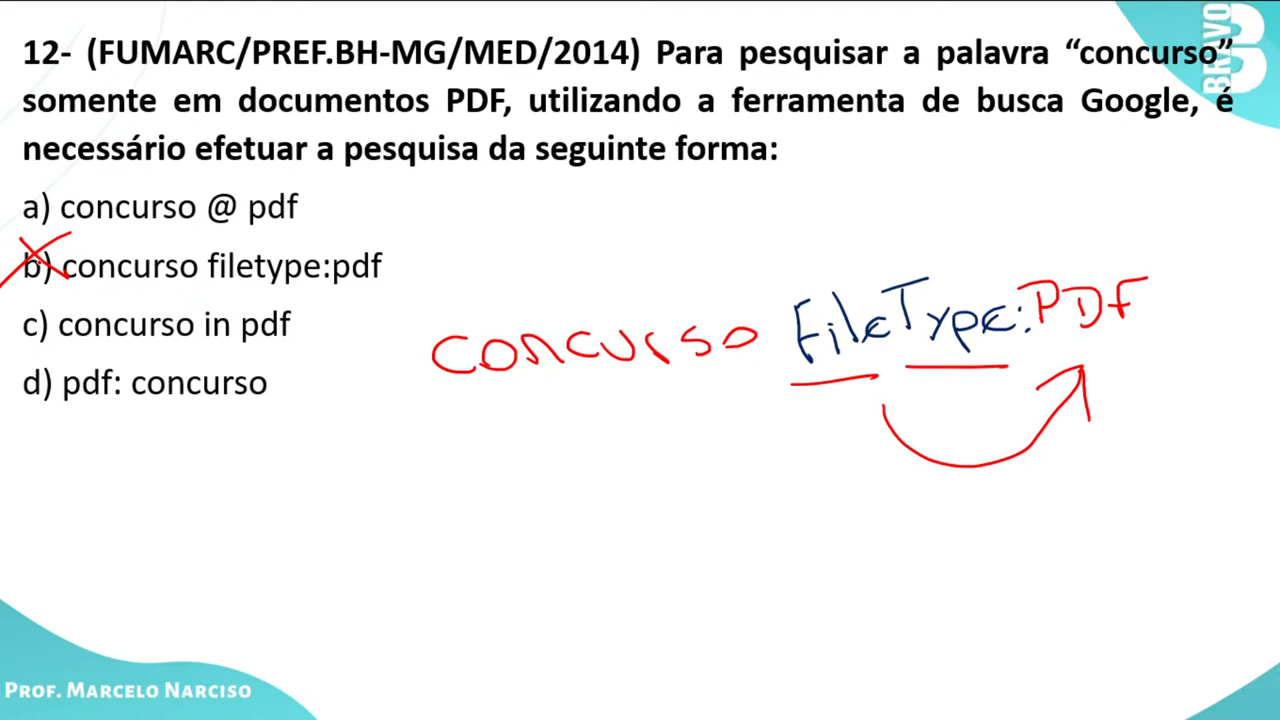 12- (FUMARC/PREF.BH-MG/MED/2014) Para pesquisar a palavra “concurso”
somente em documentos PDF, utilizando a ferramenta de busca Google, é
necessário efetuar a pesquisa da seguinte forma:
a) concurso @ pdf
b) concurso filetype:pdf
c) concurso in pdf
d) pdf: concurso
concurso FileType:PDF
PROF. MARCELO NARCISO
BRAVO